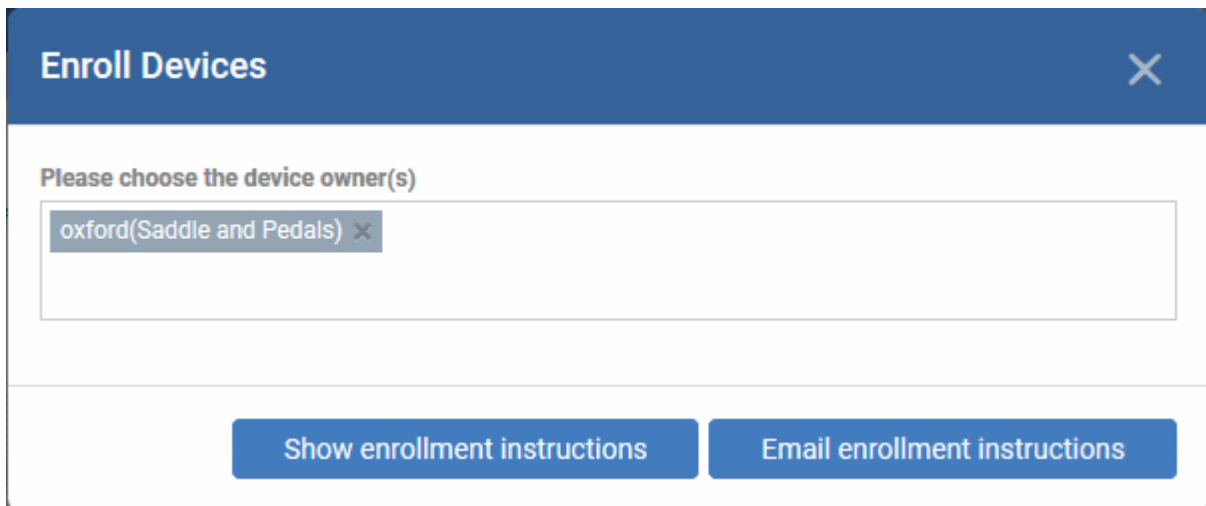 Enroll Devices
Please choose the device owner(s)
oxford(Saddle and Pedals)
Show enrollment instructions
Email enrollment instructions